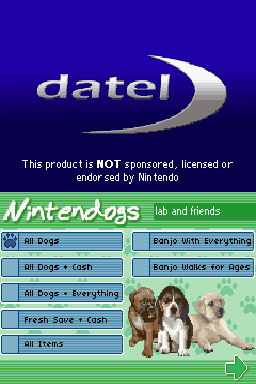 datel
This product is NOT sponsored, licensed or
endorsed by Nintendo
Nintendogs lab and friends
All Dogs
All Dogs + Cash
All Dogs + Everything
Fresh Save + Cash
All Items
Banjo With Everything
Banjo Walks for Ages